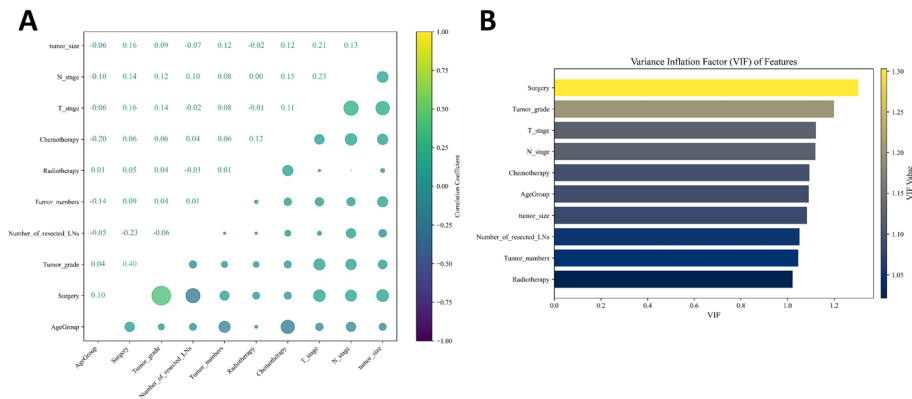 A
tumor_size -0.06 0.16 0.09 -0.07 0.12 -0.02 0.12 0.21 0.13
N_stage -0.10 0.14 0.12 0.10 0.08 0.00 0.15 0.23
T_stage -0.06 0.16 0.14 -0.02 0.08 -0.01 0.11
Chemotherapy -0.20 0.06 0.06 0.04 0.06 0.12
Radiotherapy 0.01 0.05 0.04 -0.01 0.01
Tumor_numbers -0.14 0.09 0.04 0.01
Number_of_resected_LNs -0.05 -0.23 -0.06
Tumor_grade 0.04 0.40
Surgery 0.10
AgeGroup
AgeGroup Surgery Tumor_grade Number_of_resected_LNs Tumor_numbers Radiotherapy Chemotherapy T_stage N_stage tumor_size
1.00
0.75
0.50
0.25
0.00
-0.25
-0.50
-0.75
-1.00
Correlation Coefficient
B
Variance Inflation Factor (VIF) of Features
Surgery
Tumor_grade
T_stage
N_stage
Chemotherapy
AgeGroup
tumor_size
Number_of_resected_LNs
Tumor_numbers
Radiotherapy
0.0 0.2 0.4 0.6 0.8 1.0 1.2
VIF
1.30
1.25
1.20
1.15
1.10
1.05
VIF Value